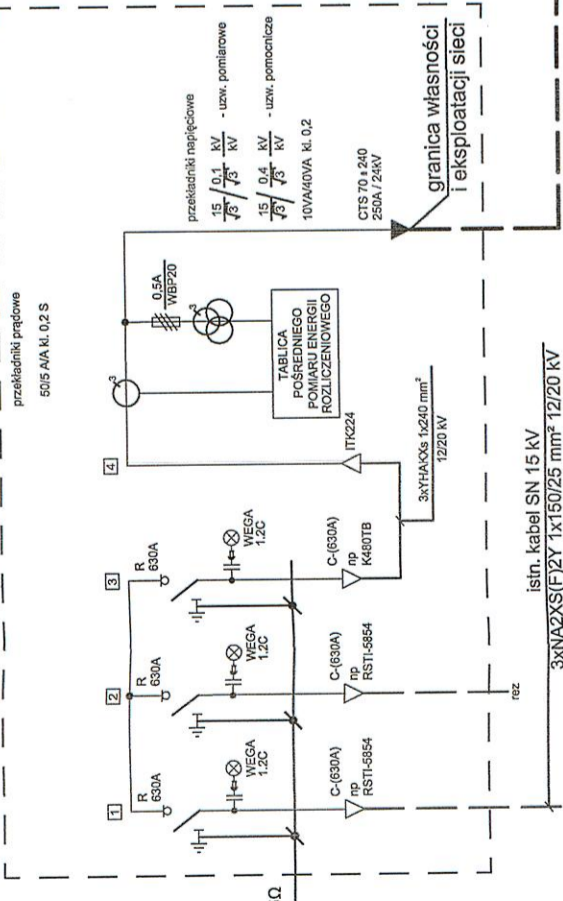 przekładniki prądowe
50/5 A/A kl. 0,2 S
przekładniki napięciowe
15/√3 / 0,1/√3 kV/kV - uzw. pomiarowe
15/√3 / 0,4/√3 kV/kV - uzw. pomocnicze
10VA/40VA kl. 0,2
CTS 70 ÷ 240
250A / 24kV
granica własności
i eksploatacji sieci
0,5A
WBP20
3
3
TABLICA
POŚREDNIEGO
POMIARU ENERGII
ROZLICZENIOWEGO
4
ITK224
3xYHAKXs 1x240 mm²
12/20 kV
3
R
630A
WEGA
1.2C
C-(630A)
np
K480TB
2
R
630A
WEGA
1.2C
C-(630A)
np
RSTI-5854
rez
1
R
630A
WEGA
1.2C
C-(630A)
np
RSTI-5854
istn. kabel SN 15 kV
3xNA2XS(F)2Y 1x150/25 mm² 12/20 kV
Ω